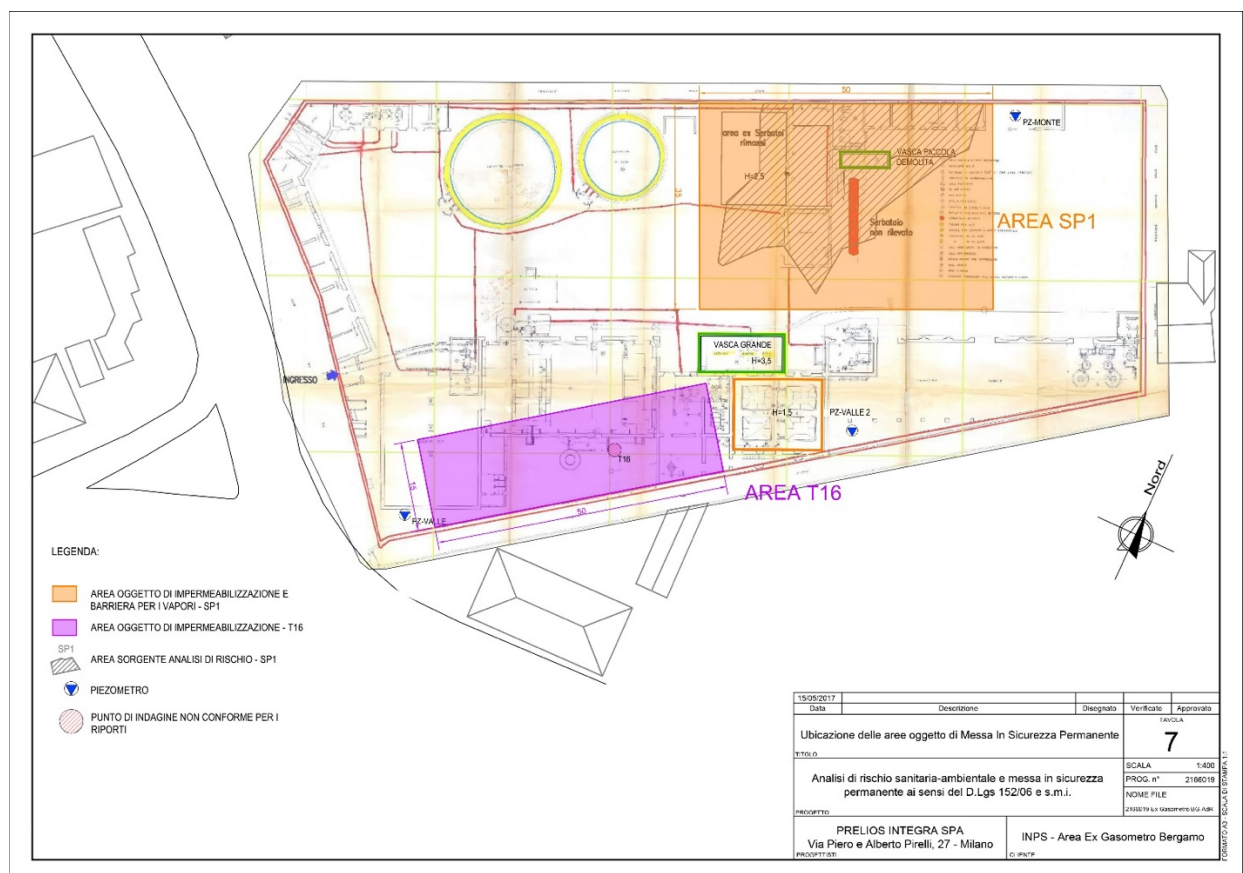 50
PZ-MONTE
area ex Serbatoi
rimossi
VASCA PICCOLA
DEMOLITA
H=2,5
35
Serbatoio
non rilevato
AREA SP1
VASCA GRANDE
H=3,5
INGRESSO
H=1,5
PZ-VALLE 2
T16
15
50
AREA T16
PZ-VALLE
Nord
LEGENDA:
AREA OGGETTO DI IMPERMEABILIZZAZIONE E
BARRIERA PER I VAPORI - SP1
AREA OGGETTO DI IMPERMEABILIZZAZIONE - T16
SP1
AREA SORGENTE ANALISI DI RISCHIO - SP1
PIEZOMETRO
PUNTO DI INDAGINE NON CONFORME PER I
RIPORTI
15/05/2017
Data Descrizione Disegnato Verificato Approvato
Ubicazione delle aree oggetto di Messa In Sicurezza Permanente
TITOLO
TAVOLA
7
Analisi di rischio sanitaria-ambientale e messa in sicurezza
permanente ai sensi del D.Lgs 152/06 e s.m.i.
PROGETTO
SCALA 1:400
PROG. n° 2166019
NOME FILE
2166019 Ex Gasometro BG AdR
PRELIOS INTEGRA SPA
Via Piero e Alberto Pirelli, 27 - Milano
PROGETTISTI
INPS - Area Ex Gasometro Bergamo
CLIENTE
FORMATO A3 - SCALA DI STAMPA 1:1